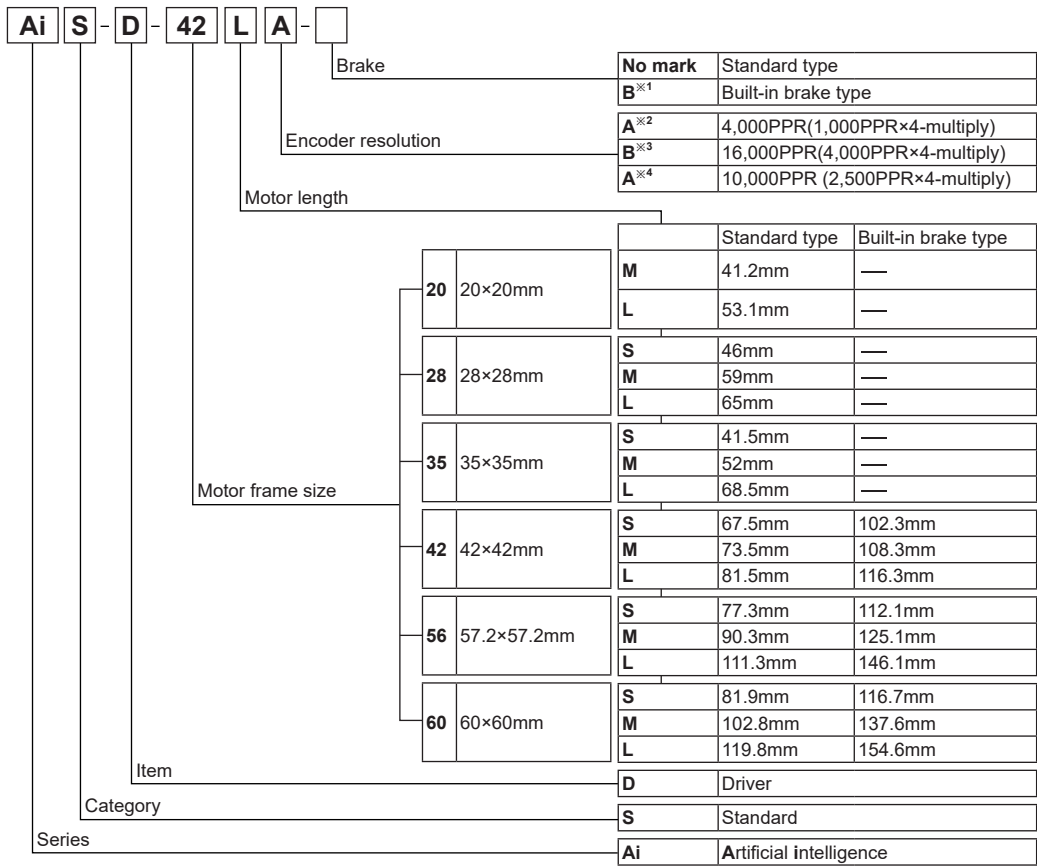 Ai S - D - 42 L A -
Brake
No mark Standard type
B※1 Built-in brake type
Encoder resolution
A※2 4,000PPR(1,000PPR×4-multiply)
B※3 16,000PPR(4,000PPR×4-multiply)
A※4 10,000PPR (2,500PPR×4-multiply)
Motor length
Standard type Built-in brake type
20 20×20mm
M 41.2mm —
L 53.1mm —
28 28×28mm
S 46mm —
M 59mm —
L 65mm —
35 35×35mm
S 41.5mm —
M 52mm —
L 68.5mm —
Motor frame size
42 42×42mm
S 67.5mm 102.3mm
M 73.5mm 108.3mm
L 81.5mm 116.3mm
56 57.2×57.2mm
S 77.3mm 112.1mm
M 90.3mm 125.1mm
L 111.3mm 146.1mm
60 60×60mm
S 81.9mm 116.7mm
M 102.8mm 137.6mm
L 119.8mm 154.6mm
Item
D Driver
Category
S Standard
Series
Ai Artificial intelligence